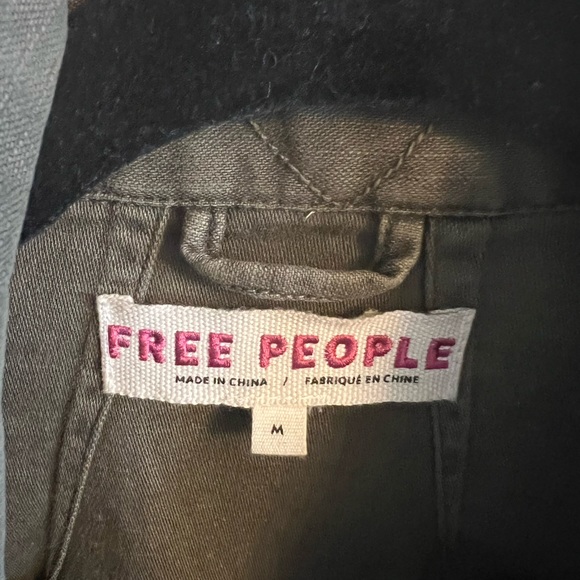 FREE PEOPLE
MADE IN CHINA / FABRIQUÉ EN CHINE
M